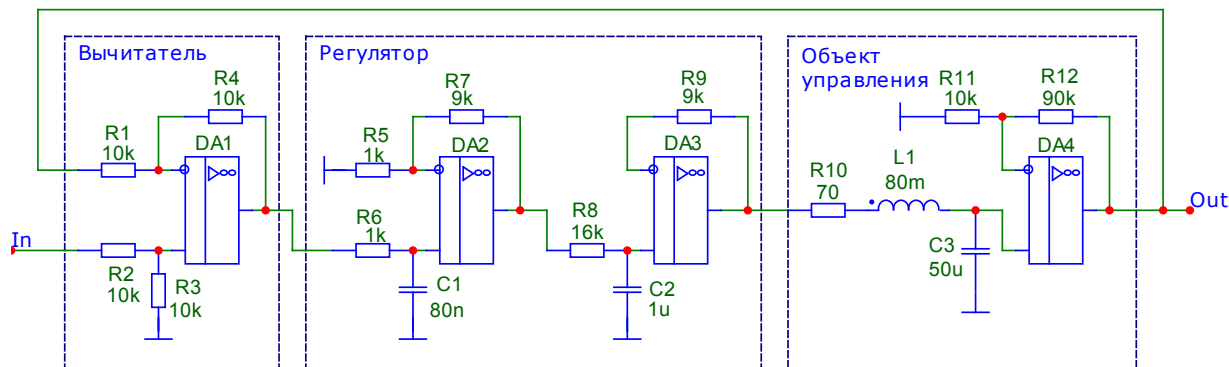 Вычитатель
Регулятор
Объект
управления
R4
10k
R7
9k
R9
9k
R11
10k
R12
90k
R1
10k
DA1
R5
1k
DA2
DA3
R10
70
L1
80m
DA4
In
R2
10k
R3
10k
R6
1k
C1
80n
R8
16k
C2
1u
C3
50u
Out
▷∞
▷∞
▷∞
▷∞